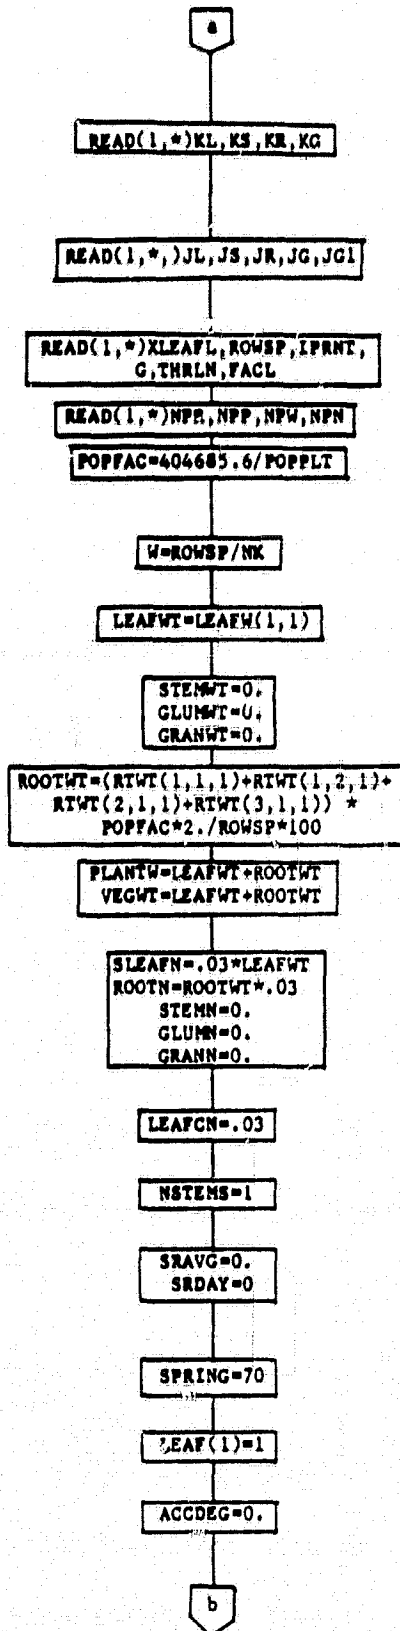 a
READ(1,*)KL,KS,KR,KG
READ(1,*,)JL,JS,JR,JG,JG1
READ(1,*)XLEAFL,ROWSP,IPRNT,
G,THRLN,FACL
READ(1,*)NPR,NPP,NPW,NPN
POPFAC=404685.6/POPPLT
W=ROWSP/NK
LEAFWT=LEAFW(1,1)
STEMWT=0.
GLUMWT=0.
GRANWT=0.
ROOTWT=(RTWT(1,1,1)+RTWT(1,2,1)+
RTWT(2,1,1)+RTWT(3,1,1)) *
POPFAC*2./ROWSP*100
PLANTW=LEAFWT+ROOTWT
VEGWT=LEAFWT+ROOTWT
SLEAFN=.03*LEAFWT
ROOTN=ROOTWT*.03
STEMN=0.
GLUMN=0.
GRANN=0.
LEAFCN=.03
NSTEMS=1
SRAVG=0.
SRDAY=0
SPRING=70
LEAF(1)=1
ACCDEG=0.
b